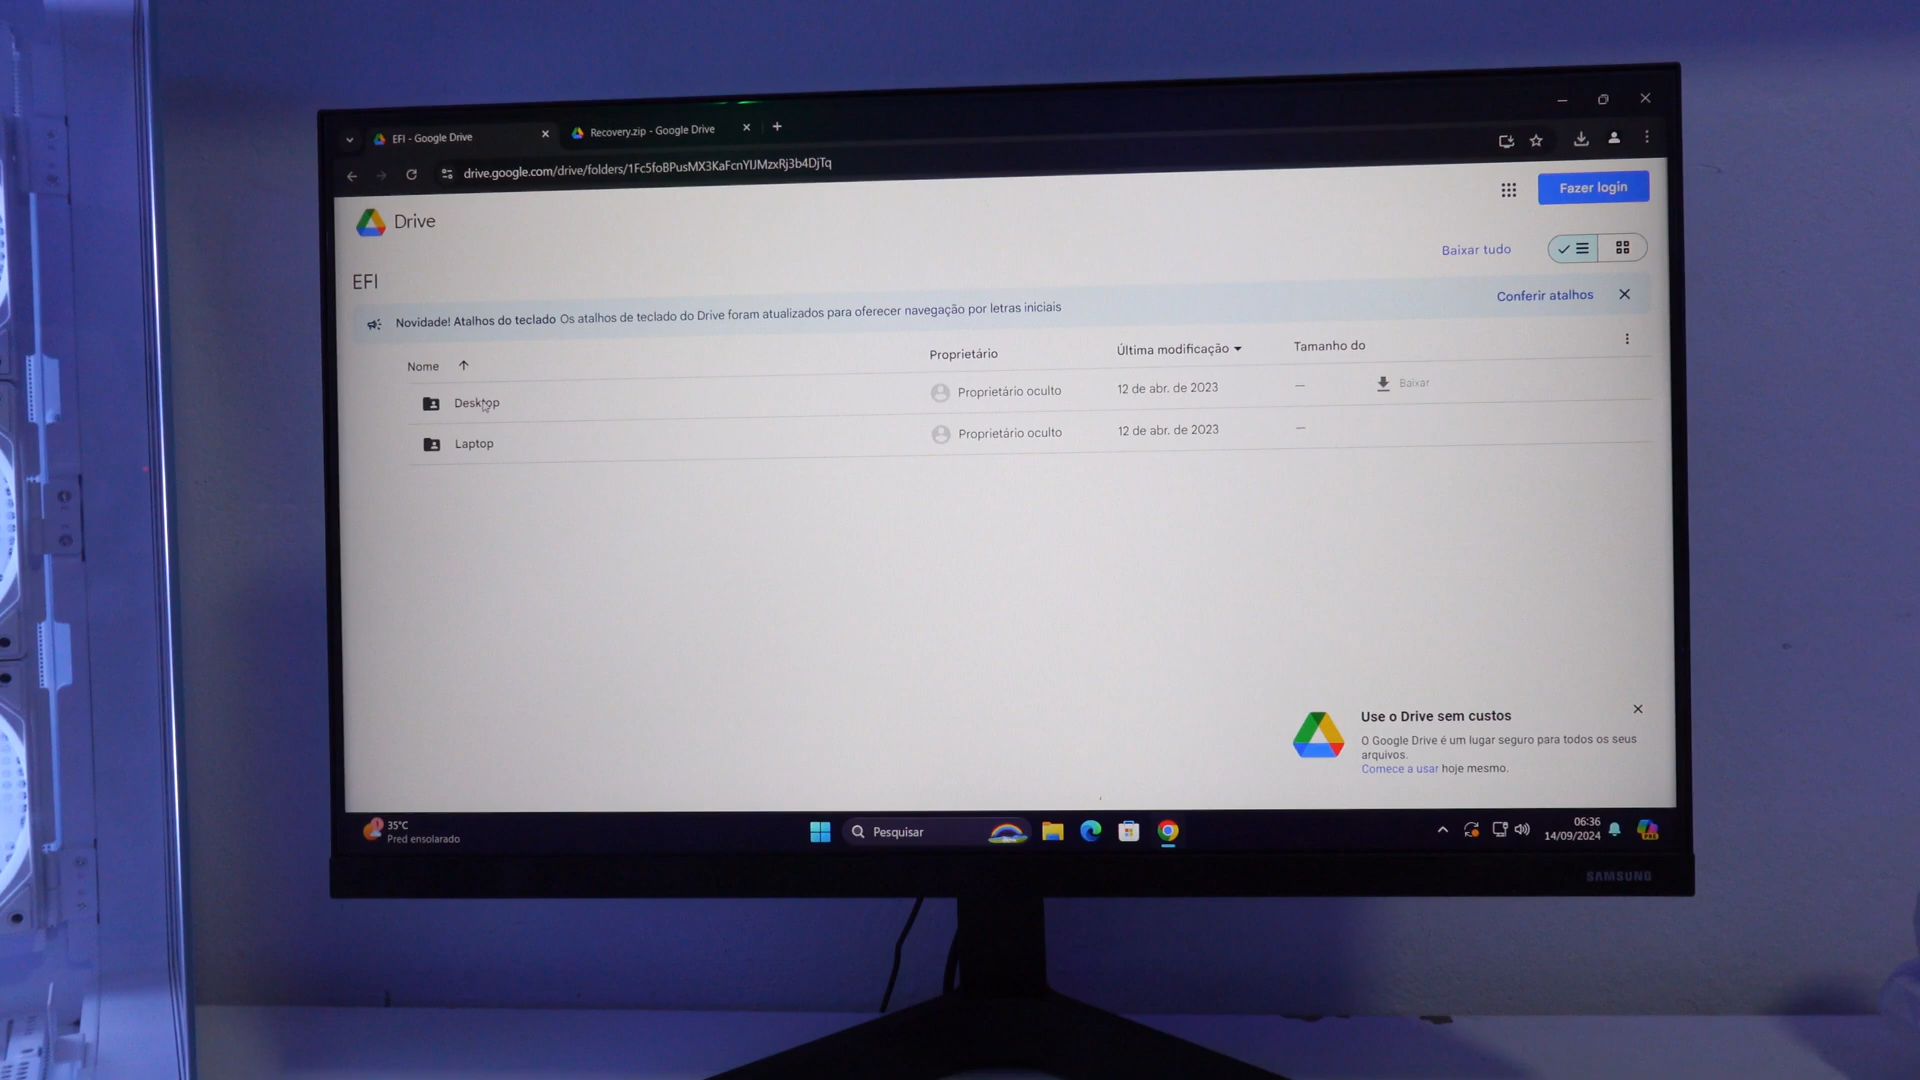 EFI - Google Drive
Recovery.zip - Google Drive
drive.google.com/drive/folders/1Fc5foBPusMX3KaFcnYIJMzxRj3b4DjTq
Drive
Fazer login
Baixar tudo
EFI
Novidade! Atalhos do teclado Os atalhos de teclado do Drive foram atualizados para oferecer navegação por letras iniciais
Conferir atalhos
Nome
Proprietário
Última modificação
Tamanho do
Desktop
Proprietário oculto
12 de abr. de 2023
—
Baixar
Laptop
Proprietário oculto
12 de abr. de 2023
—
Use o Drive sem custos
O Google Drive é um lugar seguro para todos os seus
arquivos.
Comece a usar hoje mesmo.
1
35°C
Pred ensolarado
Pesquisar
06:36
14/09/2024
SAMSUNG